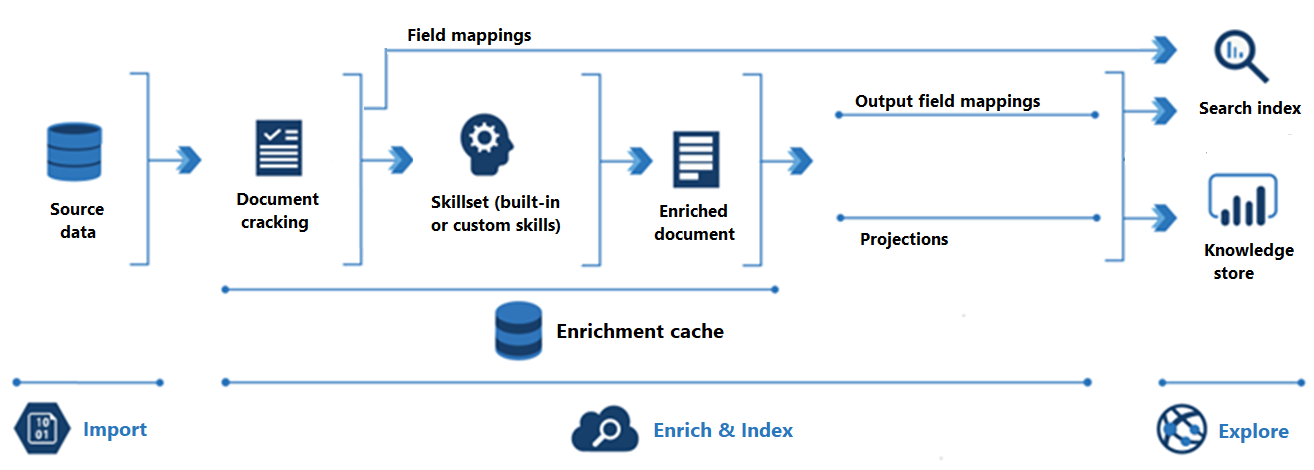 Field mappings
Source
data
Document
cracking
Skillset (built-in
or custom skills)
Enriched
document
Output field mappings
Projections
Search index
Knowledge
store
Enrichment cache
10
01
Import
Enrich & Index
Explore